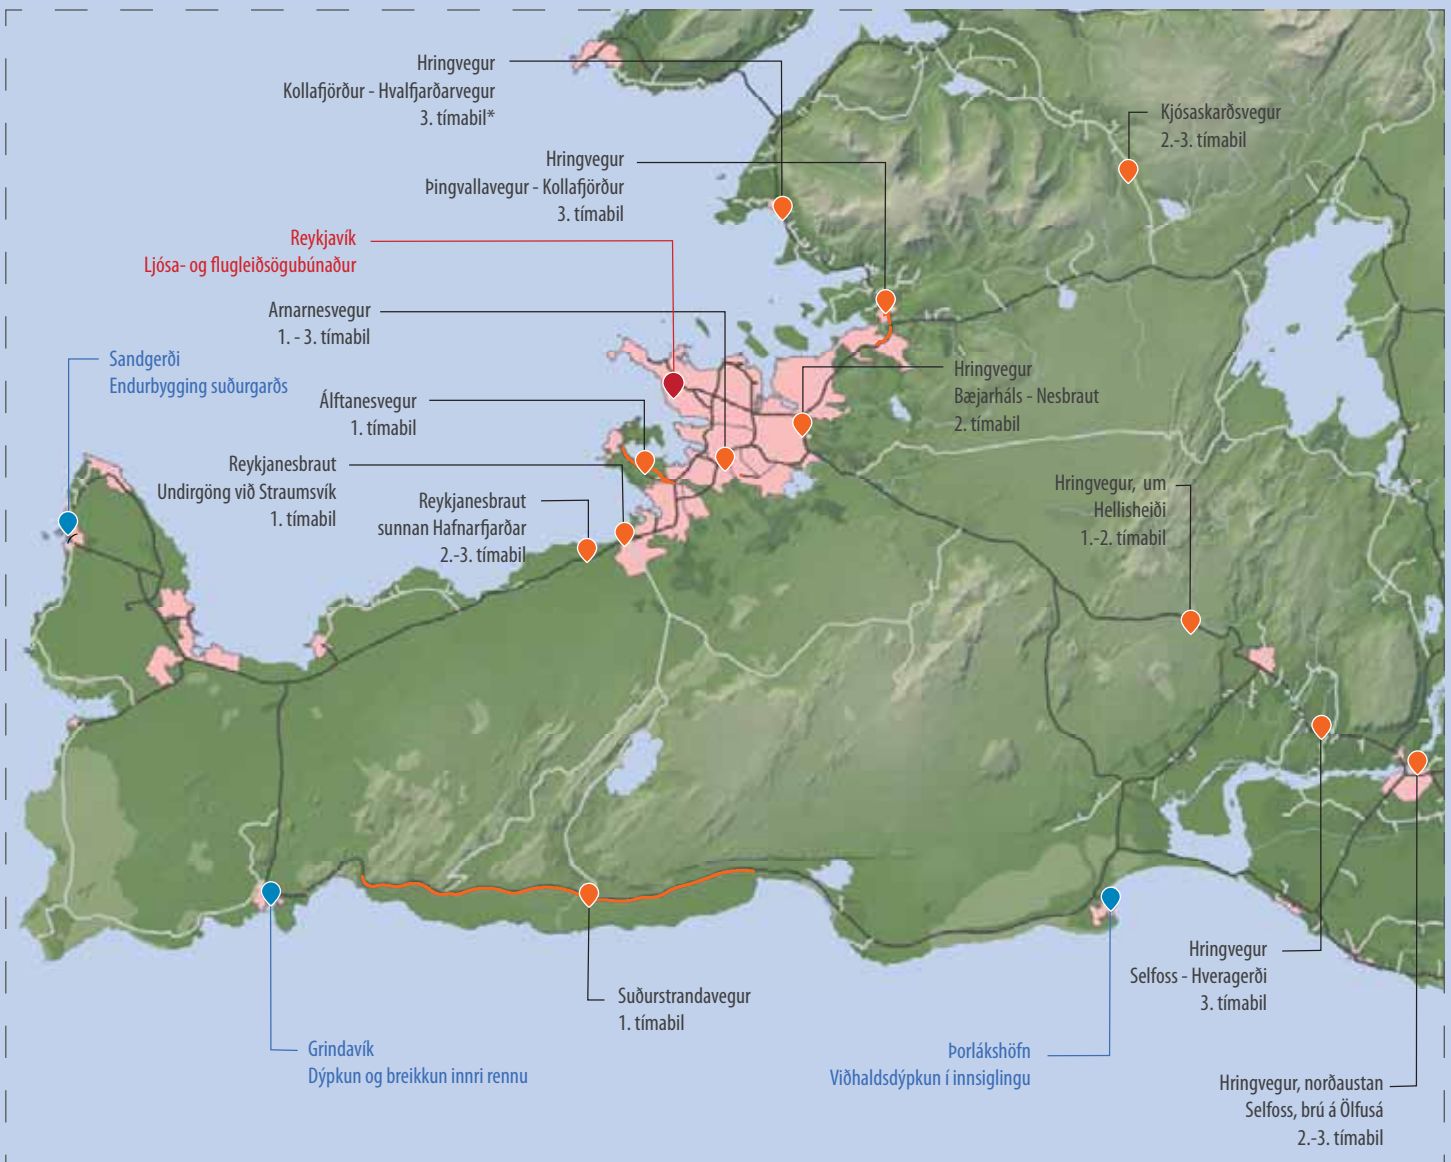 Hringvegur
Kollafjörður - Hvalfjarðarvegur
3. tímabil*
Kjósaskarðsvegur
2.-3. tímabil
Hringvegur
Þingvallavegur - Kollafjörður
3. tímabil
Reykjavík
Ljósa- og flugleiðsögubúnaður
Arnarnesvegur
1. - 3. tímabil
Sandgerði
Endurbygging suðurgarðs
Hringvegur
Bæjarháls - Nesbraut
2. tímabil
Álftanesvegur
1. tímabil
Reykjanesbraut
Undirgöng við Straumsvík
1. tímabil
Reykjanesbraut
sunnan Hafnarfjarðar
2.-3. tímabil
Hringvegur, um
Hellisheiði
1.-2. tímabil
Hringvegur
Selfoss - Hveragerði
3. tímabil
Suðurstrandavegur
1. tímabil
Grindavík
Dýpkun og breikkun innri rennu
Þorlákshöfn
Viðhaldsdýpkun í innsiglingu
Hringvegur, norðaustan
Selfoss, brú á Ölfusá
2.-3. tímabil